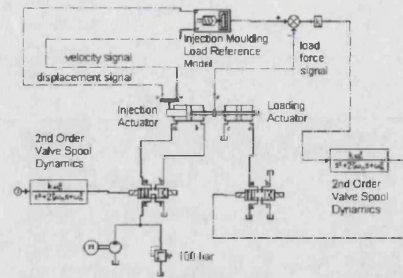 Injection Moulding
Load Reference
Model
load
force
signal
velocity signal
displacement signal
Injection
Actuator
Loading
Actuator
2nd Order
Valve Spool
Dynamics
2nd Order
Valve Spool
Dynamics
M
100 bar